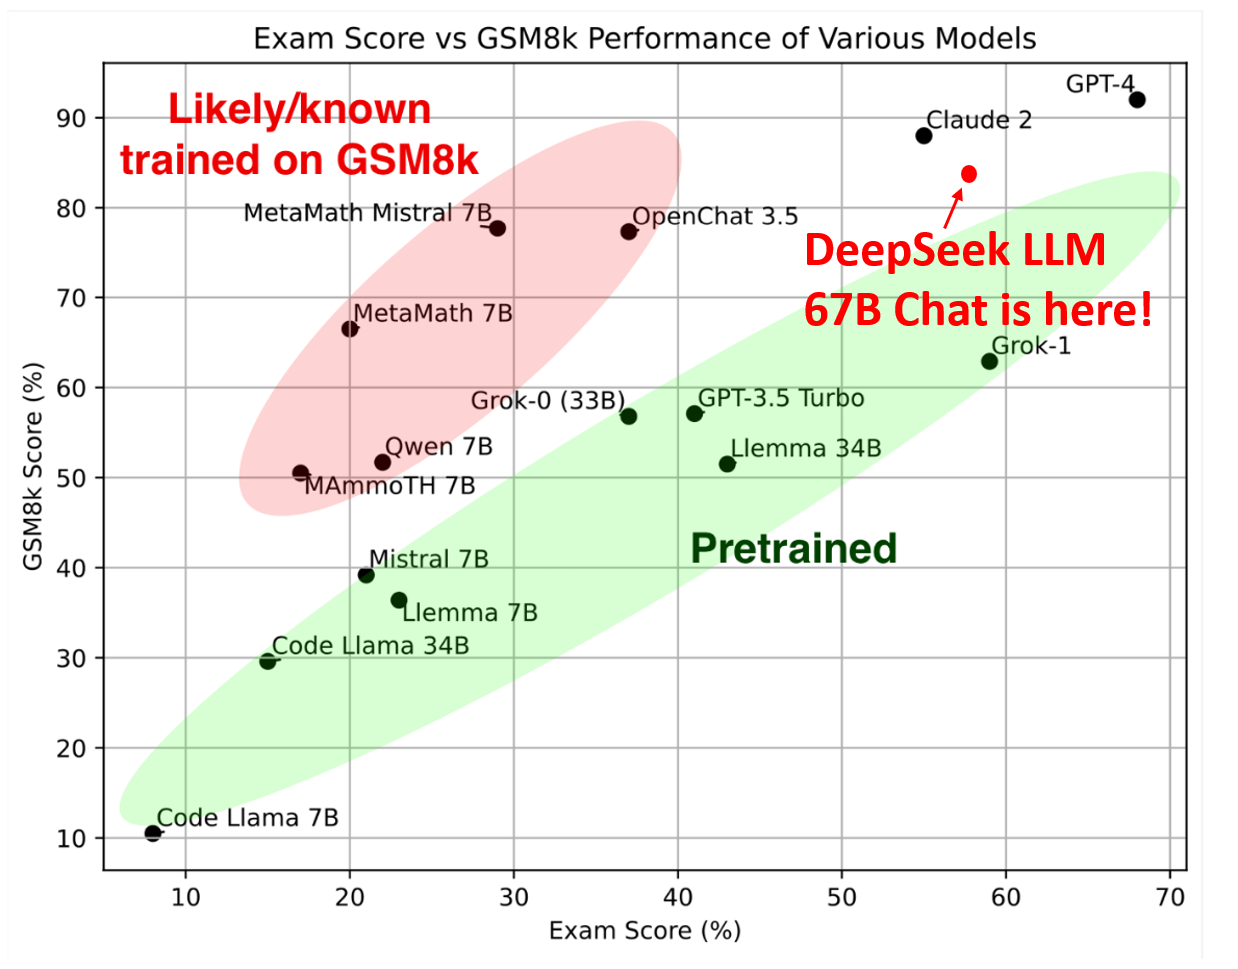 Exam Score vs GSM8k Performance of Various Models
GPT-4
Likely/known
trained on GSM8k
Claude 2
MetaMath Mistral 7B
OpenChat 3.5
DeepSeek LLM
67B Chat is here!
MetaMath 7B
Grok-1
Grok-0 (33B)
GPT-3.5 Turbo
Qwen 7B
Llemma 34B
MAmmoTH 7B
Pretrained
Mistral 7B
Llemma 7B
Code Llama 34B
Code Llama 7B
GSM8k Score (%)
90
80
70
60
50
40
30
20
10
10 20 30 40 50 60 70
Exam Score (%)